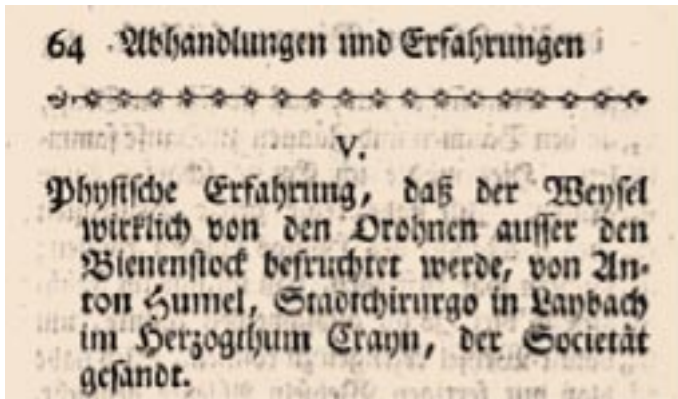 64 Abhandlungen und Erfahrungen
V.
Physische Erfahrung, daß der Weysel
wirklich von den Drohnen ausser den
Bienenstock befruchtet werde, von An-
ton Humel, Stadtchirurgo in Laybach
im Herzogthum Crayn, der Societät
gesandt.